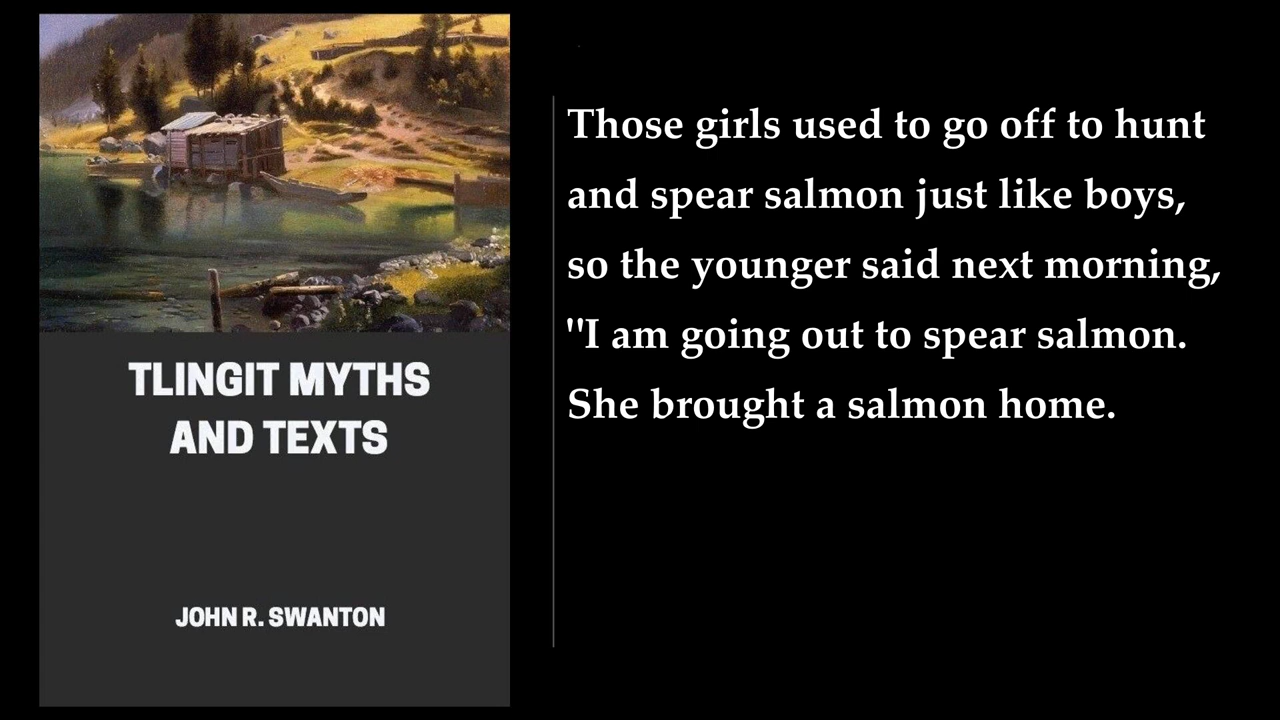 TLINGIT MYTHS
AND TEXTS
JOHN R. SWANTON
Those girls used to go off to hunt
and spear salmon just like boys,
so the younger said next morning,
"I am going out to spear salmon.
She brought a salmon home.